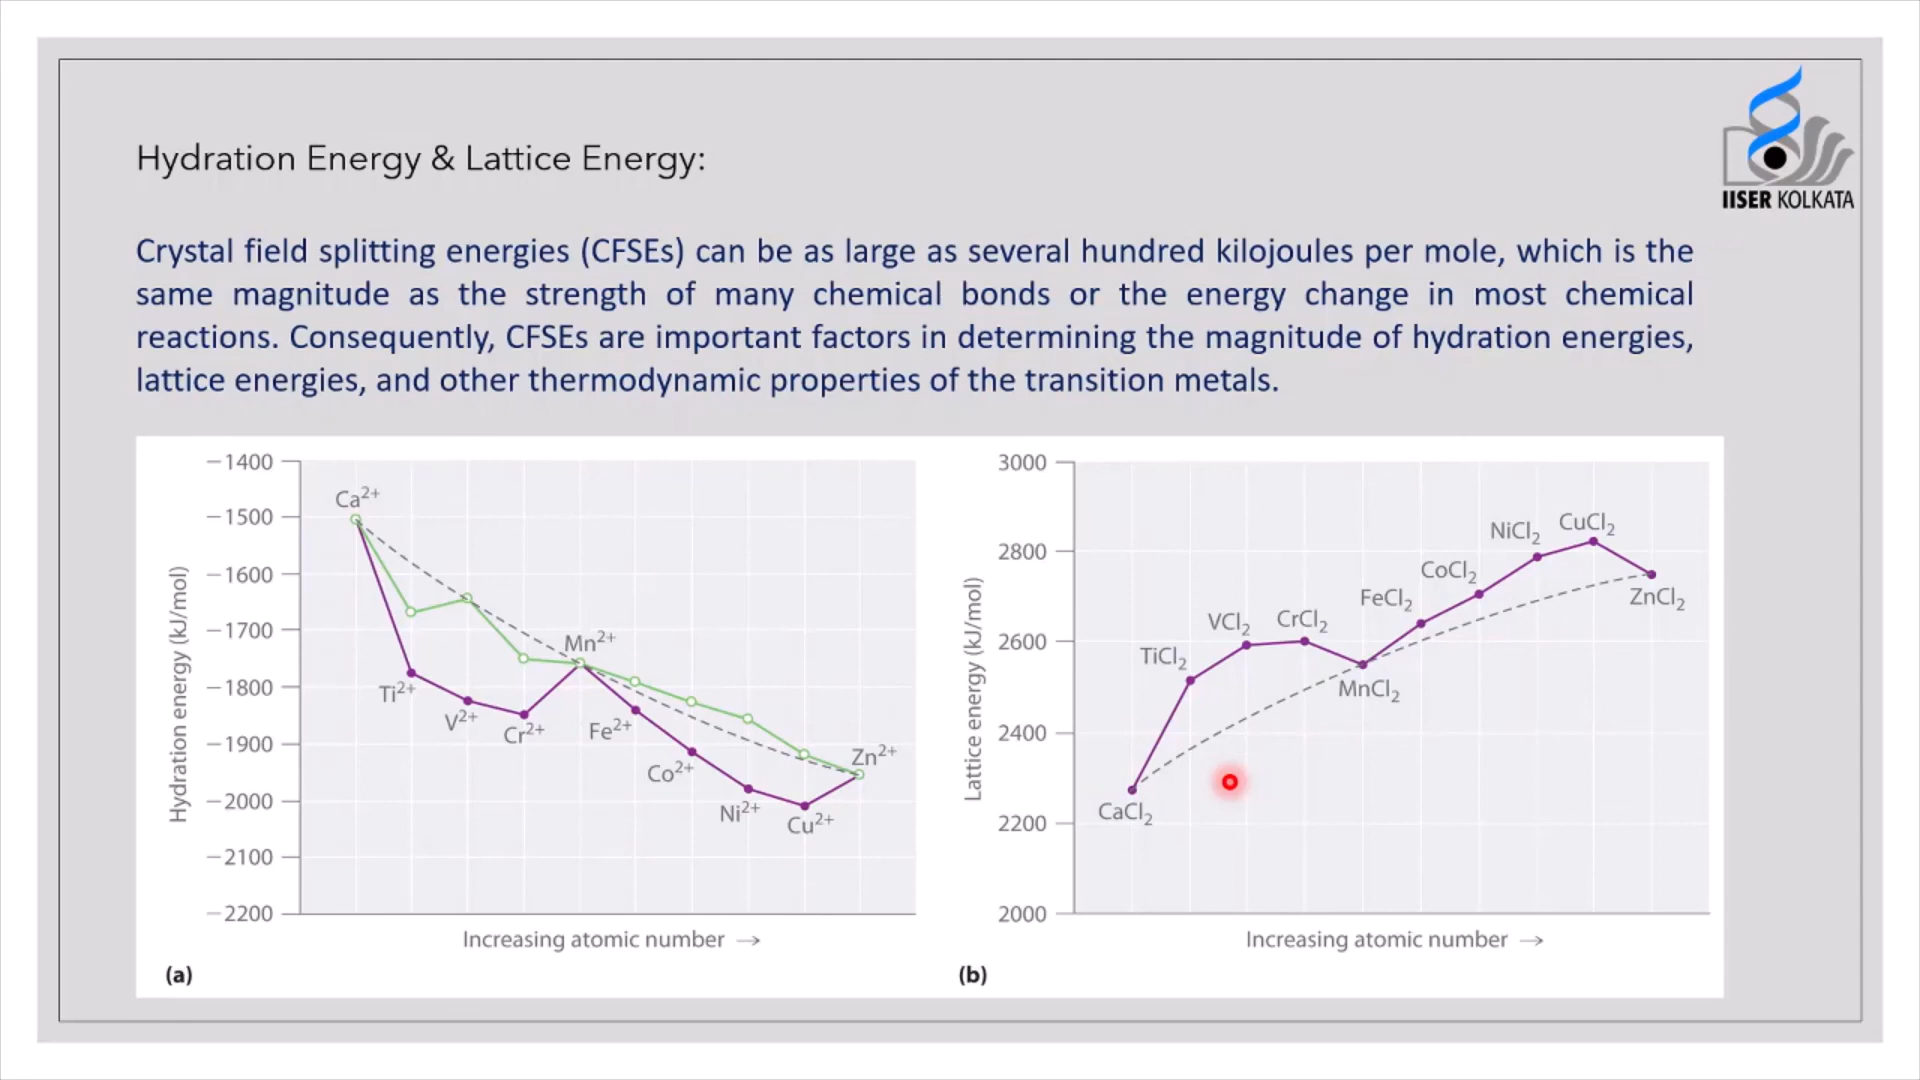 IISER KOLKATA
Hydration Energy & Lattice Energy:
Crystal field splitting energies (CFSEs) can be as large as several hundred kilojoules per mole, which is the
same magnitude as the strength of many chemical bonds or the energy change in most chemical
reactions. Consequently, CFSEs are important factors in determining the magnitude of hydration energies,
lattice energies, and other thermodynamic properties of the transition metals.
−1400
−1500
−1600
−1700
−1800
−1900
−2000
−2100
−2200
Hydration energy (kJ/mol)
Ca²⁺
Ti²⁺
V²⁺
Cr²⁺
Mn²⁺
Fe²⁺
Co²⁺
Ni²⁺
Cu²⁺
Zn²⁺
Increasing atomic number →
(a)
3000
2800
2600
2400
2200
2000
Lattice energy (kJ/mol)
CaCl₂
TiCl₂
VCl₂
CrCl₂
MnCl₂
FeCl₂
CoCl₂
NiCl₂
CuCl₂
ZnCl₂
Increasing atomic number →
(b)